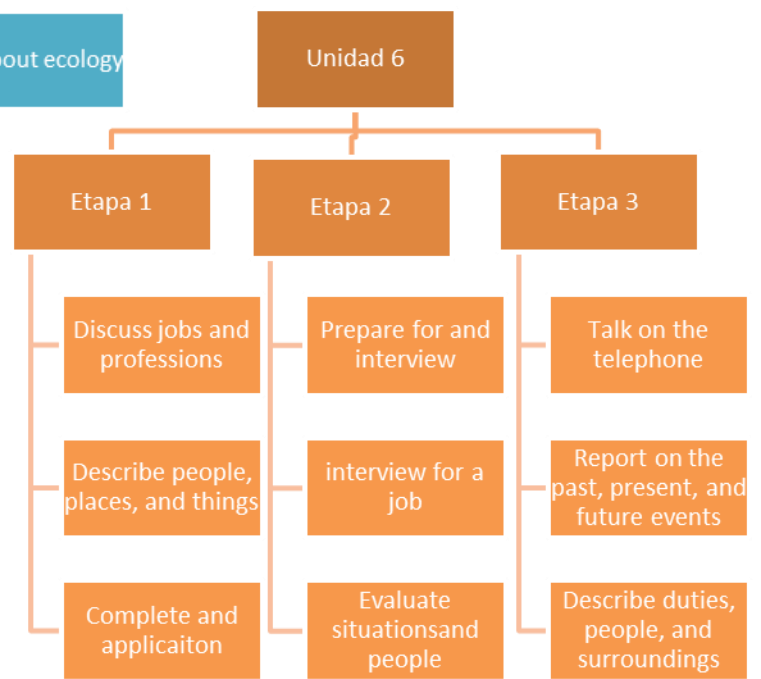 bout ecology
Unidad 6
Etapa 1
Etapa 2
Etapa 3
Discuss jobs and
professions
Describe people,
places, and things
Complete and
applicaiton
Prepare for and
interview
interview for a
job
Evaluate
situationsand
people
Talk on the
telephone
Report on the
past, present, and
future events
Describe duties,
people, and
surroundings